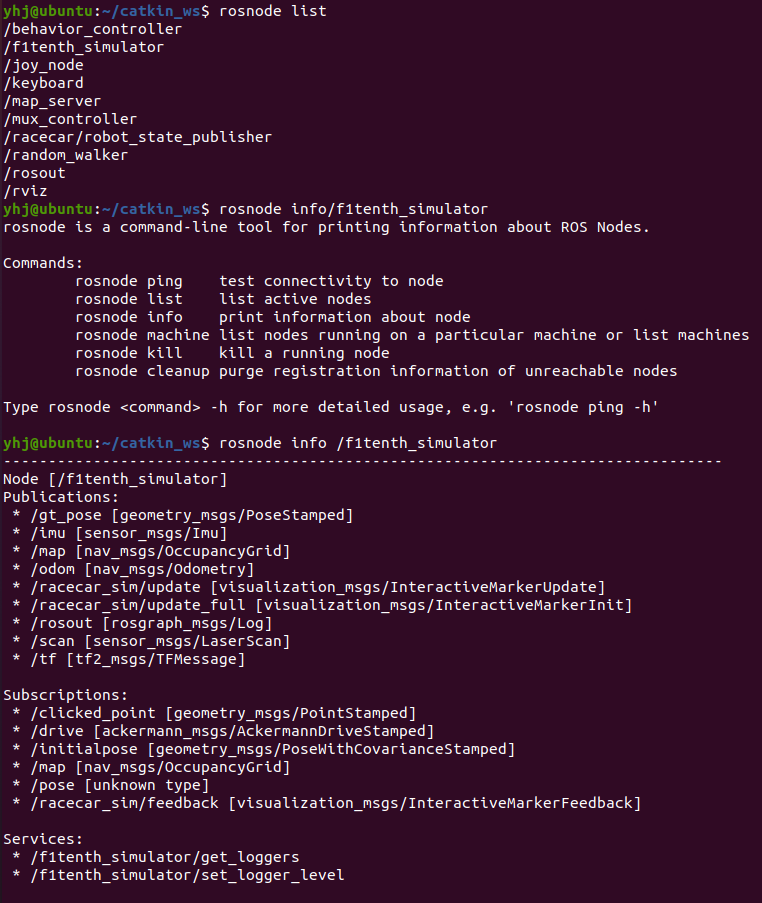 yhj@ubuntu:~/catkin_ws$ rosnode list
/behavior_controller
/f1tenth_simulator
/joy_node
/keyboard
/map_server
/mux_controller
/racecar/robot_state_publisher
/random_walker
/rosout
/rviz
yhj@ubuntu:~/catkin_ws$ rosnode info/f1tenth_simulator
rosnode is a command-line tool for printing information about ROS Nodes.

Commands:
        rosnode ping    test connectivity to node
        rosnode list    list active nodes
        rosnode info    print information about node
        rosnode machine list nodes running on a particular machine or list machines
        rosnode kill    kill a running node
        rosnode cleanup purge registration information of unreachable nodes

Type rosnode <command> -h for more detailed usage, e.g. 'rosnode ping -h'

yhj@ubuntu:~/catkin_ws$ rosnode info /f1tenth_simulator
--------------------------------------------------------------------------------
Node [/f1tenth_simulator]
Publications:
 * /gt_pose [geometry_msgs/PoseStamped]
 * /imu [sensor_msgs/Imu]
 * /map [nav_msgs/OccupancyGrid]
 * /odom [nav_msgs/Odometry]
 * /racecar_sim/update [visualization_msgs/InteractiveMarkerUpdate]
 * /racecar_sim/update_full [visualization_msgs/InteractiveMarkerInit]
 * /rosout [rosgraph_msgs/Log]
 * /scan [sensor_msgs/LaserScan]
 * /tf [tf2_msgs/TFMessage]

Subscriptions:
 * /clicked_point [geometry_msgs/PointStamped]
 * /drive [ackermann_msgs/AckermannDriveStamped]
 * /initialpose [geometry_msgs/PoseWithCovarianceStamped]
 * /map [nav_msgs/OccupancyGrid]
 * /pose [unknown type]
 * /racecar_sim/feedback [visualization_msgs/InteractiveMarkerFeedback]

Services:
 * /f1tenth_simulator/get_loggers
 * /f1tenth_simulator/set_logger_level